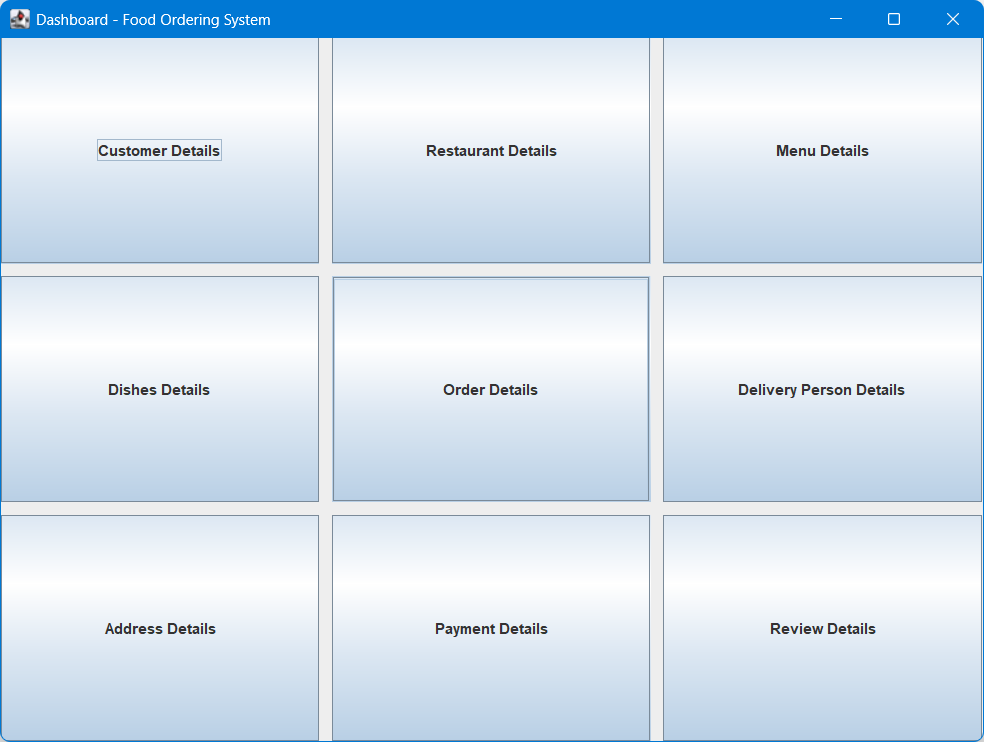 Dashboard - Food Ordering System
Customer Details
Restaurant Details
Menu Details
Dishes Details
Order Details
Delivery Person Details
Address Details
Payment Details
Review Details